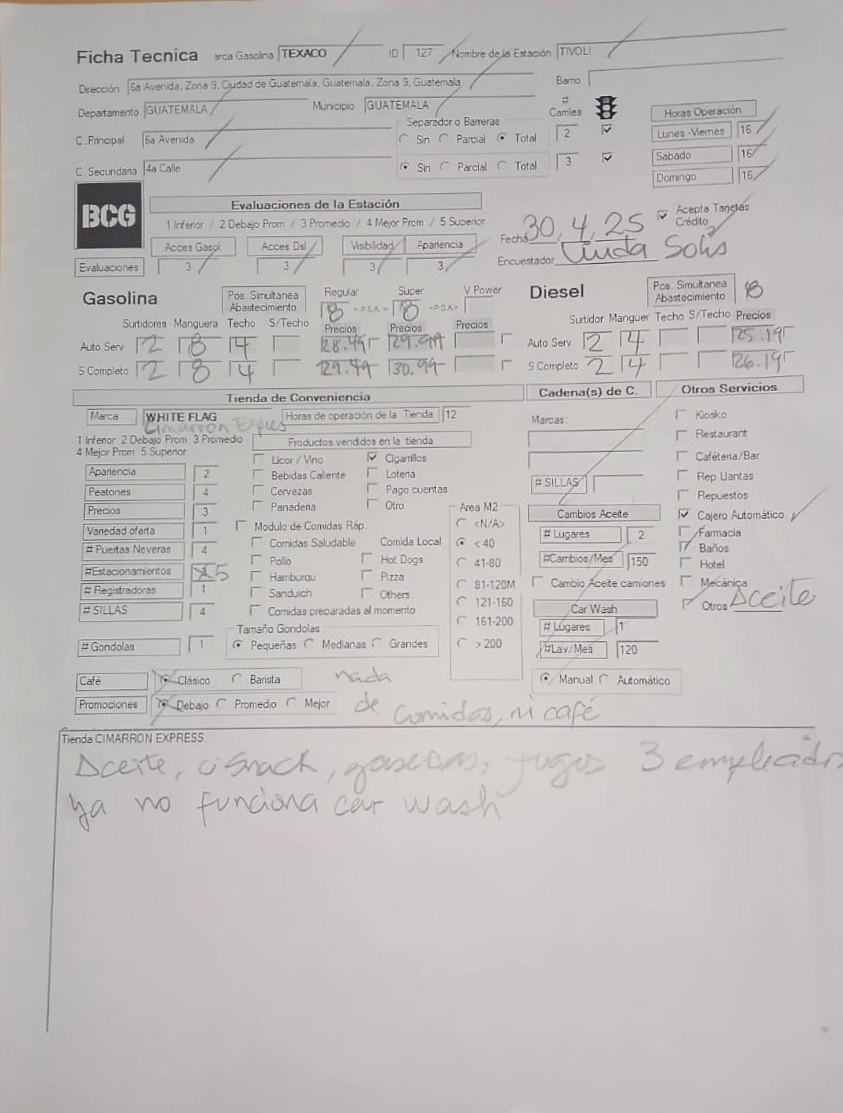 Ficha Tecnica arca Gasolina TEXACO ID 127 Nombre de la Estación TIVOLI
Dirección 6a Avenida, Zona 9, Ciudad de Guatemala, Guatemala, Zona 9, Guatemala Barrio
Departamento GUATEMALA Municipio GUATEMALA # Carriles Horas Operación
Separador o Barreras
C.Principal 6a Avenida Sin Parcial Total 2 Lunes -Viernes 16
C. Secundaria 4a Calle Sin Parcial Total 3 Sábado 16
Domingo 16
BCG Evaluaciones de la Estación
1 Inferior / 2 Debajo Prom / 3 Promedio / 4 Mejor Prom / 5 Superior
Fecha 30, 4, 25 Acepta Tarjetas Crédito
Acces Gasol Acces Dsl Visibilidad Apariencia
Encuestador Linda Solis
Evaluaciones 3 3 3 3
Gasolina Pos. Simultanea Abastecimiento Regular 8 <-PSA> Super 8 <-PSA> V Power
Diesel Pos. Simultanea Abastecimiento 8
Surtidores Manguera Techo S/Techo Precios Precios Precios Surtidor Manguer Techo S/Techo Precios
Auto Serv 2 8 4 28.49 29.99 Auto Serv 2 4 25.19
S Completo 2 8 4 29.49 30.99 S Completo 2 4 26.19
Tienda de Conveniencia Cadena(s) de C. Otros Servicios
Marca WHITE FLAG Horas de operación de la Tienda 12 Marcas: Kiosko
Cimarron Expres
1 Inferior 2 Debajo Prom 3 Promedio
4 Mejor Prom 5 Superior
Productos vendidos en la tienda Restaurant
Licor / Vino Cigarrillos Caféteria/Bar
Apariencia 2 Bebidas Caliente Loteria # SILLAS Rep Llantas
Peatones 4 Cervezas Pago cuentas Repuestos
Precios 3 Panaderia Otro Area M2 Cambios Aceite Cajero Automático
Variedad oferta 1 Modulo de Comidas Ráp. <N/A> # Lugares 2 Farmacia
# Puertas Neveras 4 Comidas Saludable Comida Local < 40 Baños
#Estacionamientos 5 Pollo Hot Dogs 41-80 #Cambios/Mes 150 Hotel
# Registradoras 1 Hamburqu Pizza 81-120M Cambio Aceite camiones Mecánica
# SILLAS 4 Sanduich Others 121-160 Car Wash Otros Aceite
Comidas preparadas al momento 161-200 # Lugares 1
# Gondolas 1 Tamaño Gondolas Pequeñas Medianas Grandes > 200 #Lav/Mes 120
Café Clásico Barista nada Manual Automático
Promociones Debajo Promedio Mejor de comidas, ni café
Tienda CIMARRON EXPRESS.
Aceite, Snack, gaseosas, jugos 3 empleados
ya no funciona car wash